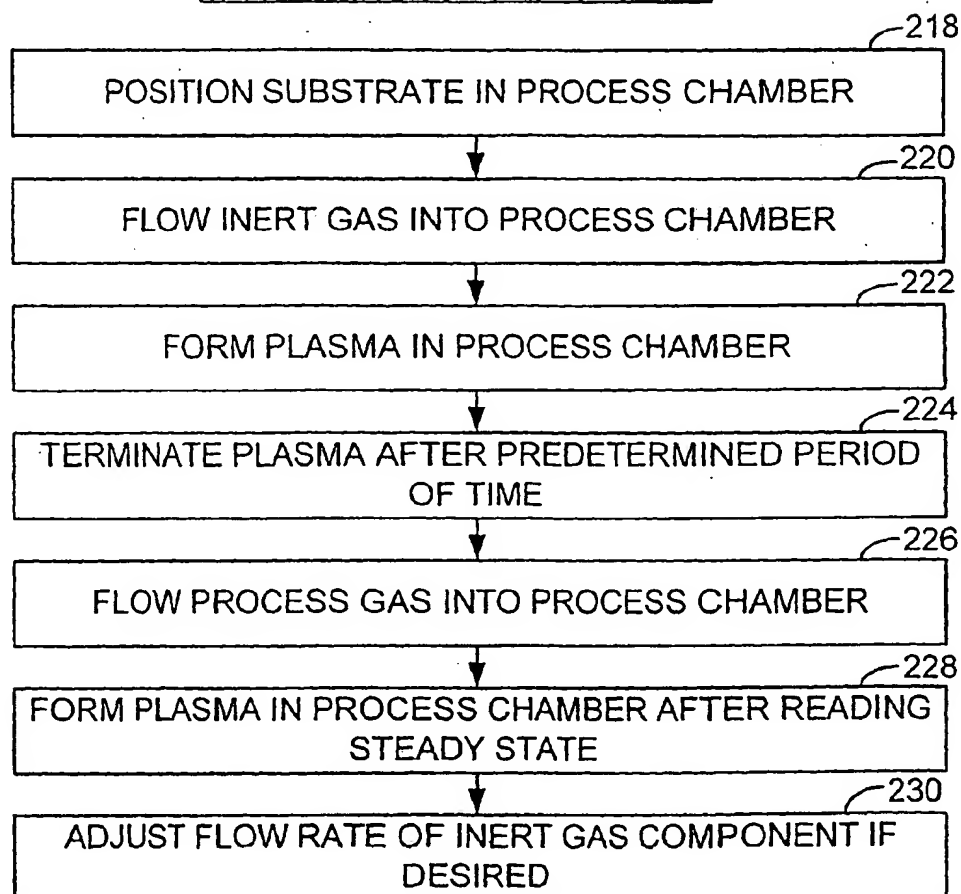 218
POSITION SUBSTRATE IN PROCESS CHAMBER
220
FLOW INERT GAS INTO PROCESS CHAMBER
222
FORM PLASMA IN PROCESS CHAMBER
224
TERMINATE PLASMA AFTER PREDETERMINED PERIOD
OF TIME
226
FLOW PROCESS GAS INTO PROCESS CHAMBER
228
FORM PLASMA IN PROCESS CHAMBER AFTER READING
STEADY STATE
230
ADJUST FLOW RATE OF INERT GAS COMPONENT IF
DESIRED